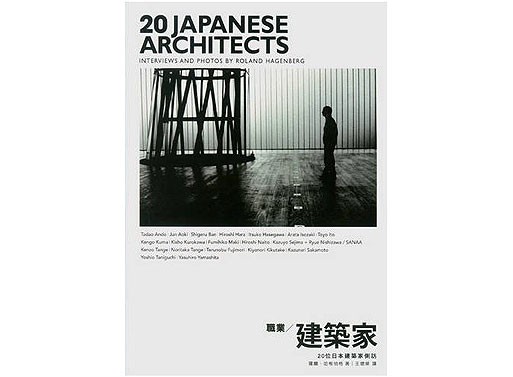 20 JAPANESE
ARCHITECTS
INTERVIEWS AND PHOTOS BY ROLAND HAGENBERG
Tadao Ando Jun Aoki Shigeru Ban Hiroshi Hara Itsuko Hasegawa Arata Isozaki Toyo Ito
Kengo Kuma Kisho Kurokawa Fumihiko Maki Hiroshi Naito Kazuyo Sejima + Ryue Nishizawa / SANAA
Kenzo Tange Noritaka Tange Terunobu Fujimori Kiyonori Kikutake Kazunari Sakamoto
Yoshio Taniguchi Yasuhiro Yamashita
職業／建築家
20位日本建築家側訪